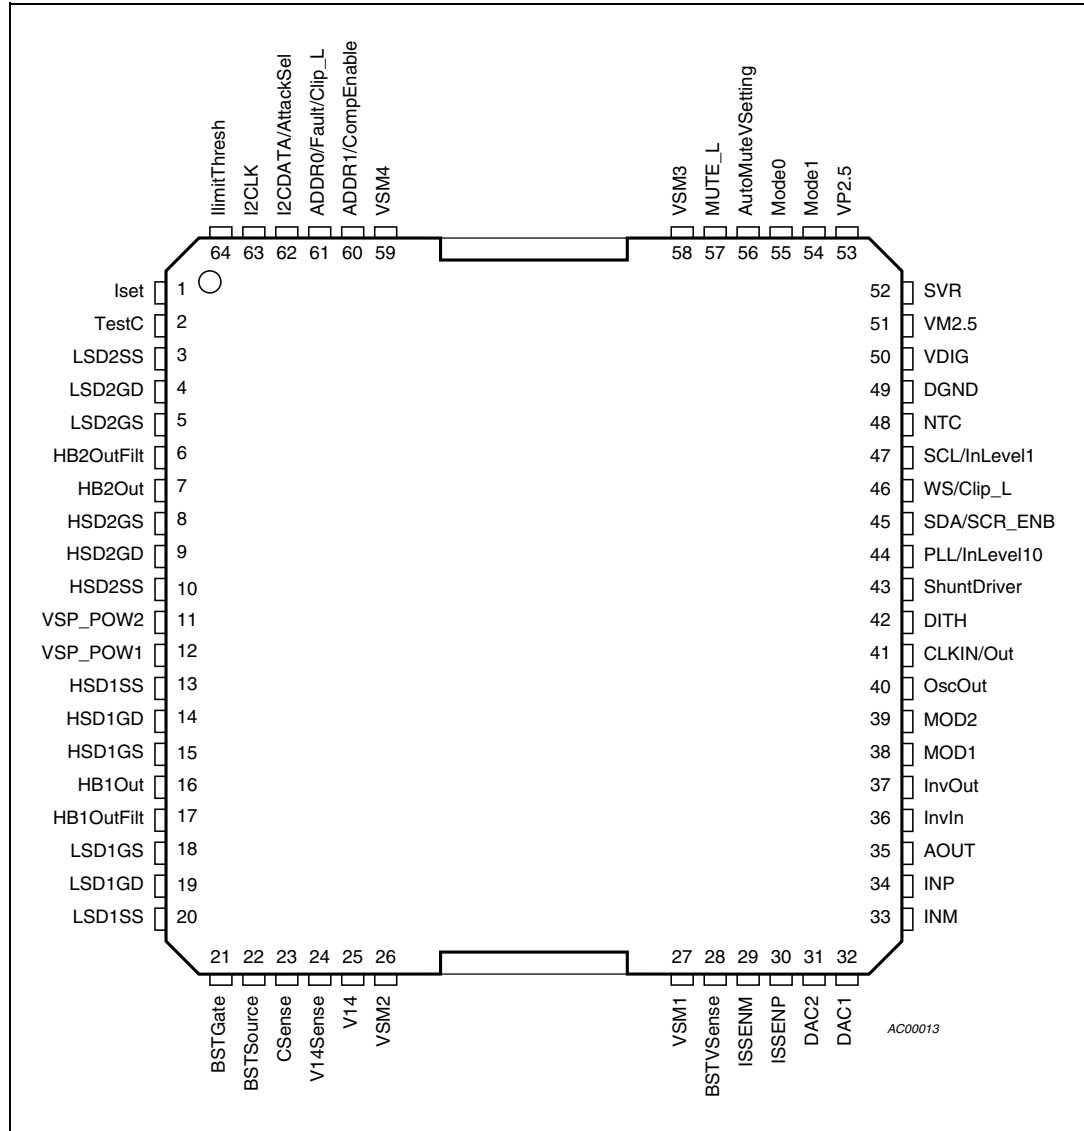 IlimitThresh
I2CLK
I2CDATA/AttackSel
ADDR0/Fault/Clip_L
ADDR1/CompEnable
VSM4
VSM3
MUTE_L
AutoMuteVSetting
Mode0
Mode1
VP2.5
64 63 62 61 60 59 58 57 56 55 54 53
Iset 1 52 SVR
TestC 2 51 VM2.5
LSD2SS 3 50 VDIG
LSD2GD 4 49 DGND
LSD2GS 5 48 NTC
HB2OutFilt 6 47 SCL/InLevel1
HB2Out 7 46 WS/Clip_L
HSD2GS 8 45 SDA/SCR_ENB
HSD2GD 9 44 PLL/InLevel10
HSD2SS 10 43 ShuntDriver
VSP_POW2 11 42 DITH
VSP_POW1 12 41 CLKIN/Out
HSD1SS 13 40 OscOut
HSD1GD 14 39 MOD2
HSD1GS 15 38 MOD1
HB1Out 16 37 InvOut
HB1OutFilt 17 36 InvIn
LSD1GS 18 35 AOUT
LSD1GD 19 34 INP
LSD1SS 20 33 INM
21 22 23 24 25 26 27 28 29 30 31 32
BSTGate
BSTSource
CSense
V14Sense
V14
VSM2
VSM1
BSTVSense
ISSENM
ISSENP
DAC2
DAC1
AC00013